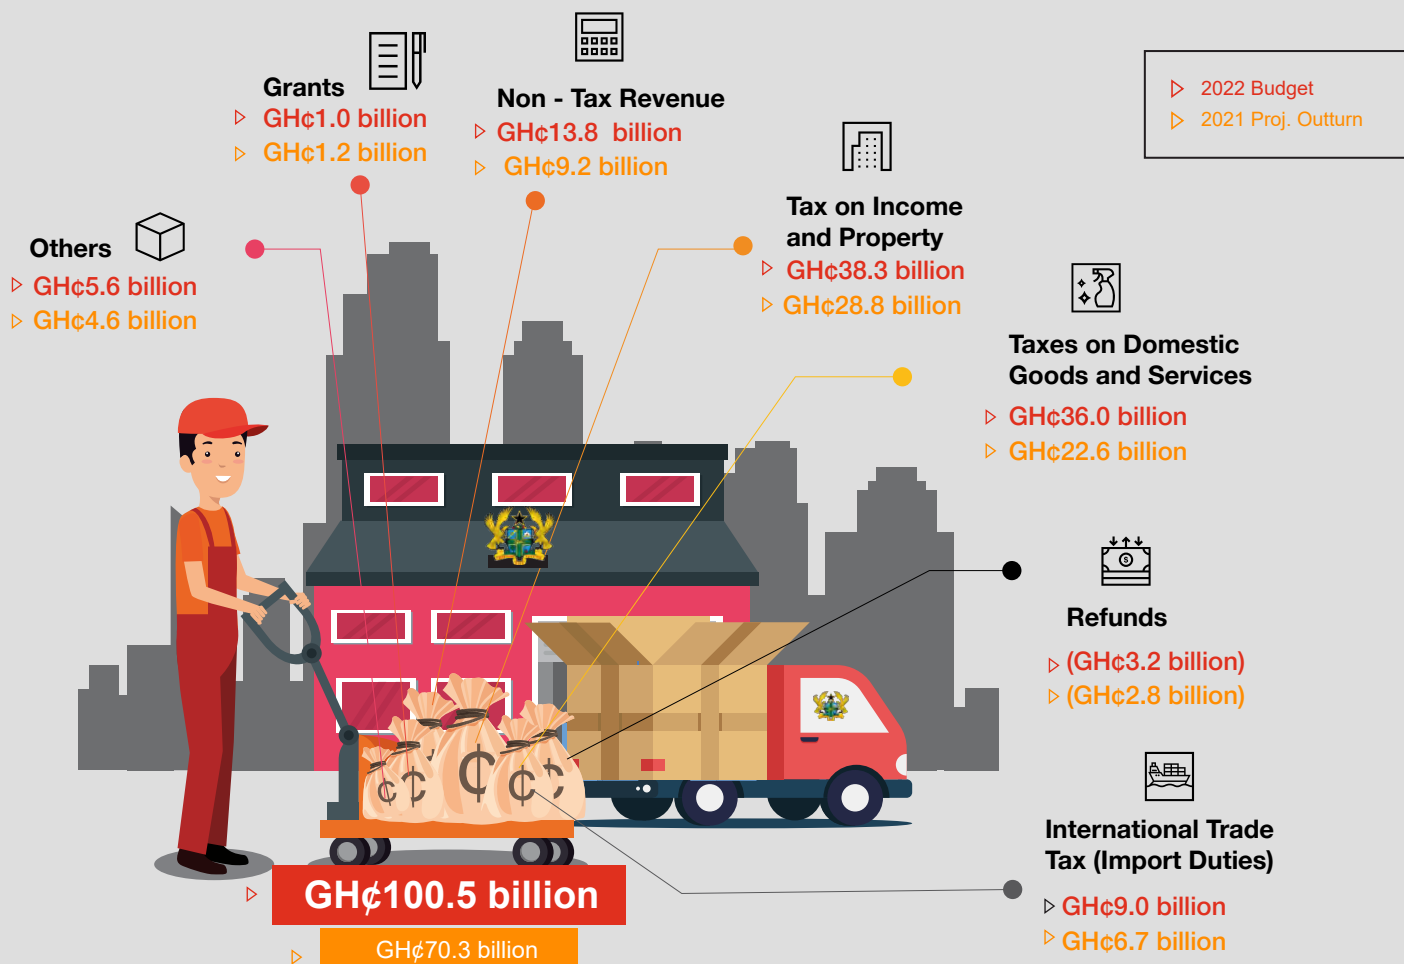 Grants
GH¢1.0 billion
GH¢1.2 billion
Non - Tax Revenue
GH¢13.8 billion
GH¢9.2 billion
2022 Budget
2021 Proj. Outturn
Others
GH¢5.6 billion
GH¢4.6 billion
Tax on Income
and Property
GH¢38.3 billion
GH¢28.8 billion
Taxes on Domestic
Goods and Services
GH¢36.0 billion
GH¢22.6 billion
Refunds
(GH¢3.2 billion)
(GH¢2.8 billion)
International Trade
Tax (Import Duties)
GH¢9.0 billion
GH¢6.7 billion
¢ ¢ ¢ ¢ ¢
GH¢100.5 billion
GH¢70.3 billion